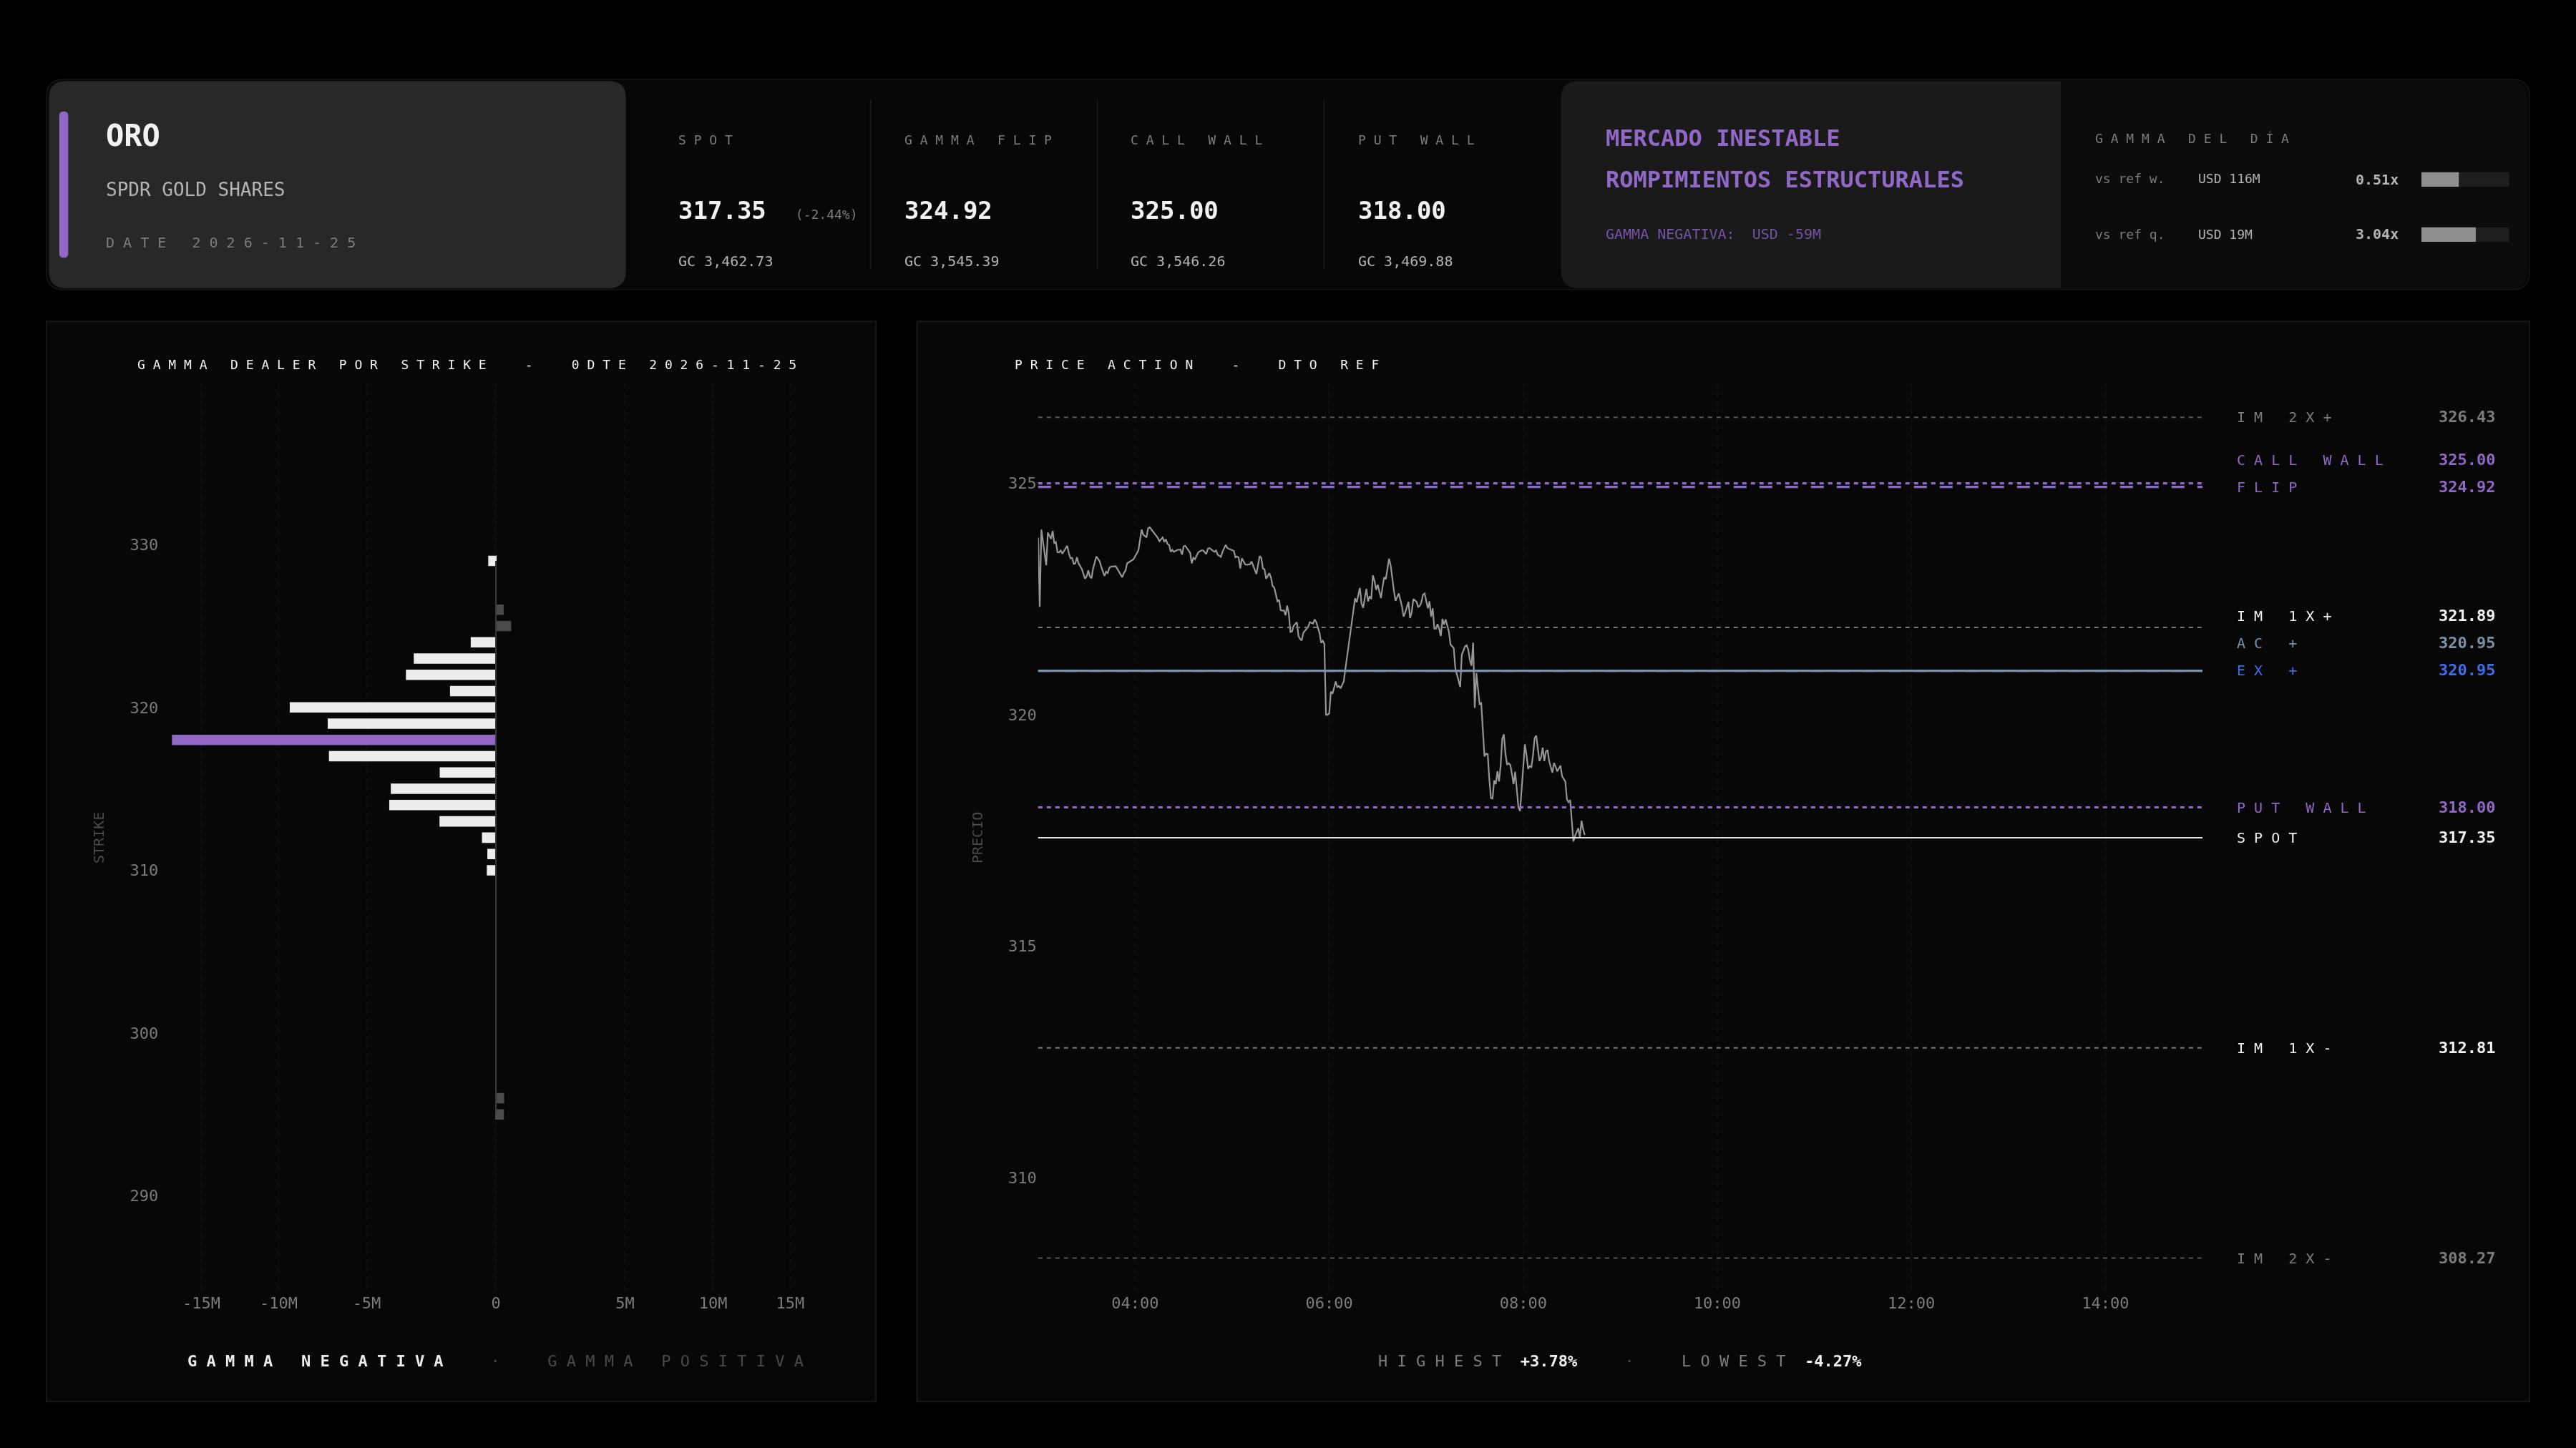 ORO
SPDR GOLD SHARES
DATE 2026-11-25
SPOT
317.35 (-2.44%)
GC 3,462.73
GAMMA FLIP
324.92
GC 3,545.39
CALL WALL
325.00
GC 3,546.26
PUT WALL
318.00
GC 3,469.88
MERCADO INESTABLE
ROMPIMIENTOS ESTRUCTURALES
GAMMA NEGATIVA: USD -59M
GAMMA DEL DÍA
vs ref w. USD 116M 0.51x
vs ref q. USD 19M 3.04x
GAMMA DEALER POR STRIKE - 0DTE 2026-11-25
STRIKE
330
320
310
300
290
-15M -10M -5M 0 5M 10M 15M
GAMMA NEGATIVA · GAMMA POSITIVA
PRICE ACTION - DTO REF
PRECIO
325
320
315
310
IM 2X+ 326.43
CALL WALL 325.00
FLIP 324.92
IM 1X+ 321.89
AC + 320.95
EX + 320.95
PUT WALL 318.00
SPOT 317.35
IM 1X- 312.81
IM 2X- 308.27
04:00 06:00 08:00 10:00 12:00 14:00
HIGHEST +3.78% · LOWEST -4.27%